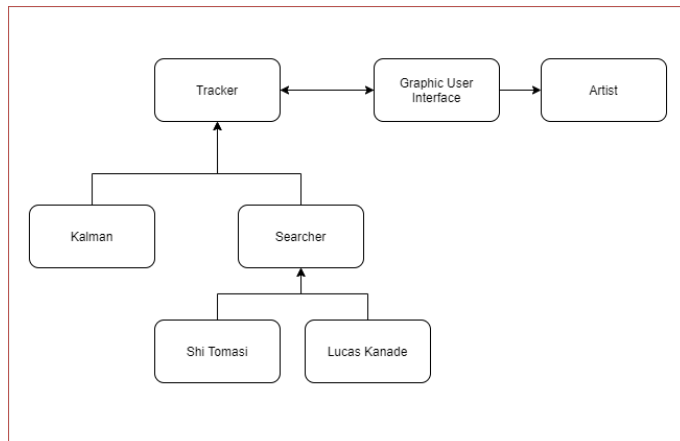 Tracker
Graphic User
Interface
Artist
Kalman
Searcher
Shi Tomasi
Lucas Kanade